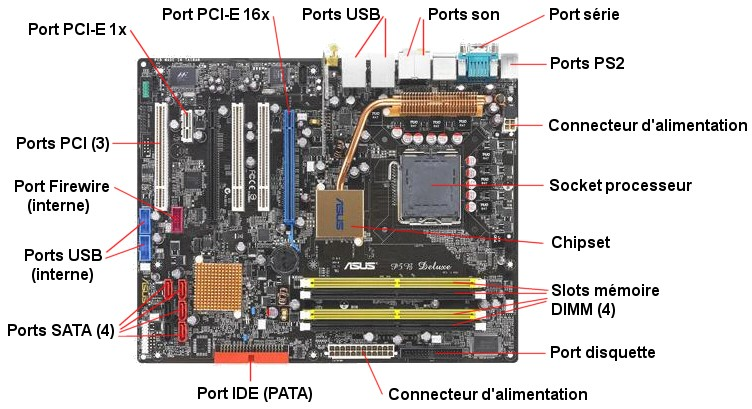 Port PCI-E 16x
Ports USB
Ports son
Port série
Port PCI-E 1x
Ports PS2
Connecteur d'alimentation
Ports PCI (3)
Port Firewire
(interne)
Socket processeur
Ports USB
(interne)
ASUS
Chipset
ASUS P5B Deluxe
Slots mémoire
DIMM (4)
ASUS
Ports SATA (4)
Port disquette
Port IDE (PATA)
Connecteur d'alimentation